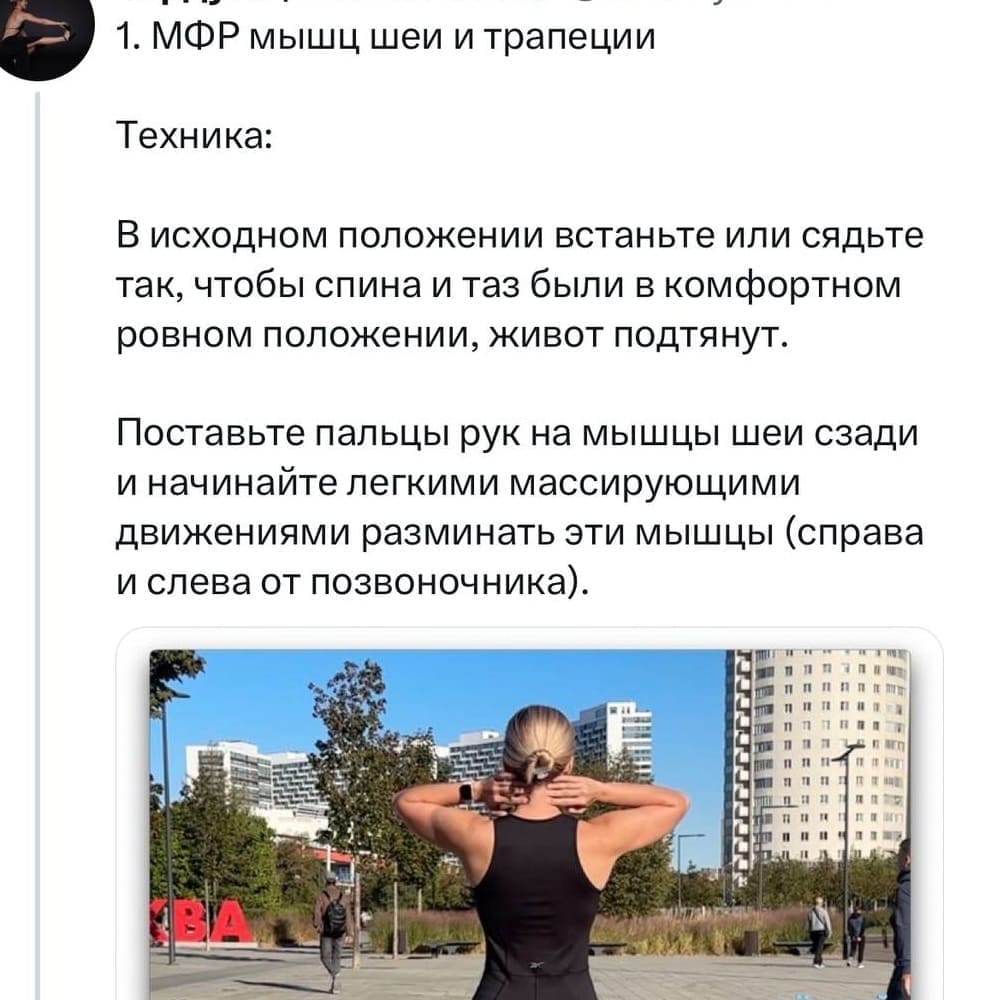 1. МФР мышц шеи и трапеции
Техника:
В исходном положении встаньте или сядьте
так, чтобы спина и таз были в комфортном
ровном положении, живот подтянут.
Поставьте пальцы рук на мышцы шеи сзади
и начинайте легкими массирующими
движениями разминать эти мышцы (справа
и слева от позвоночника).
ВА